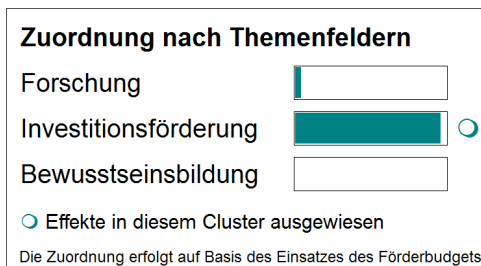 Zuordnung nach Themenfeldern
Forschung
Investitionsförderung
Bewusstseinsbildung
Effekte in diesem Cluster ausgewiesen
Die Zuordnung erfolgt auf Basis des Einsatzes des Förderbudgets